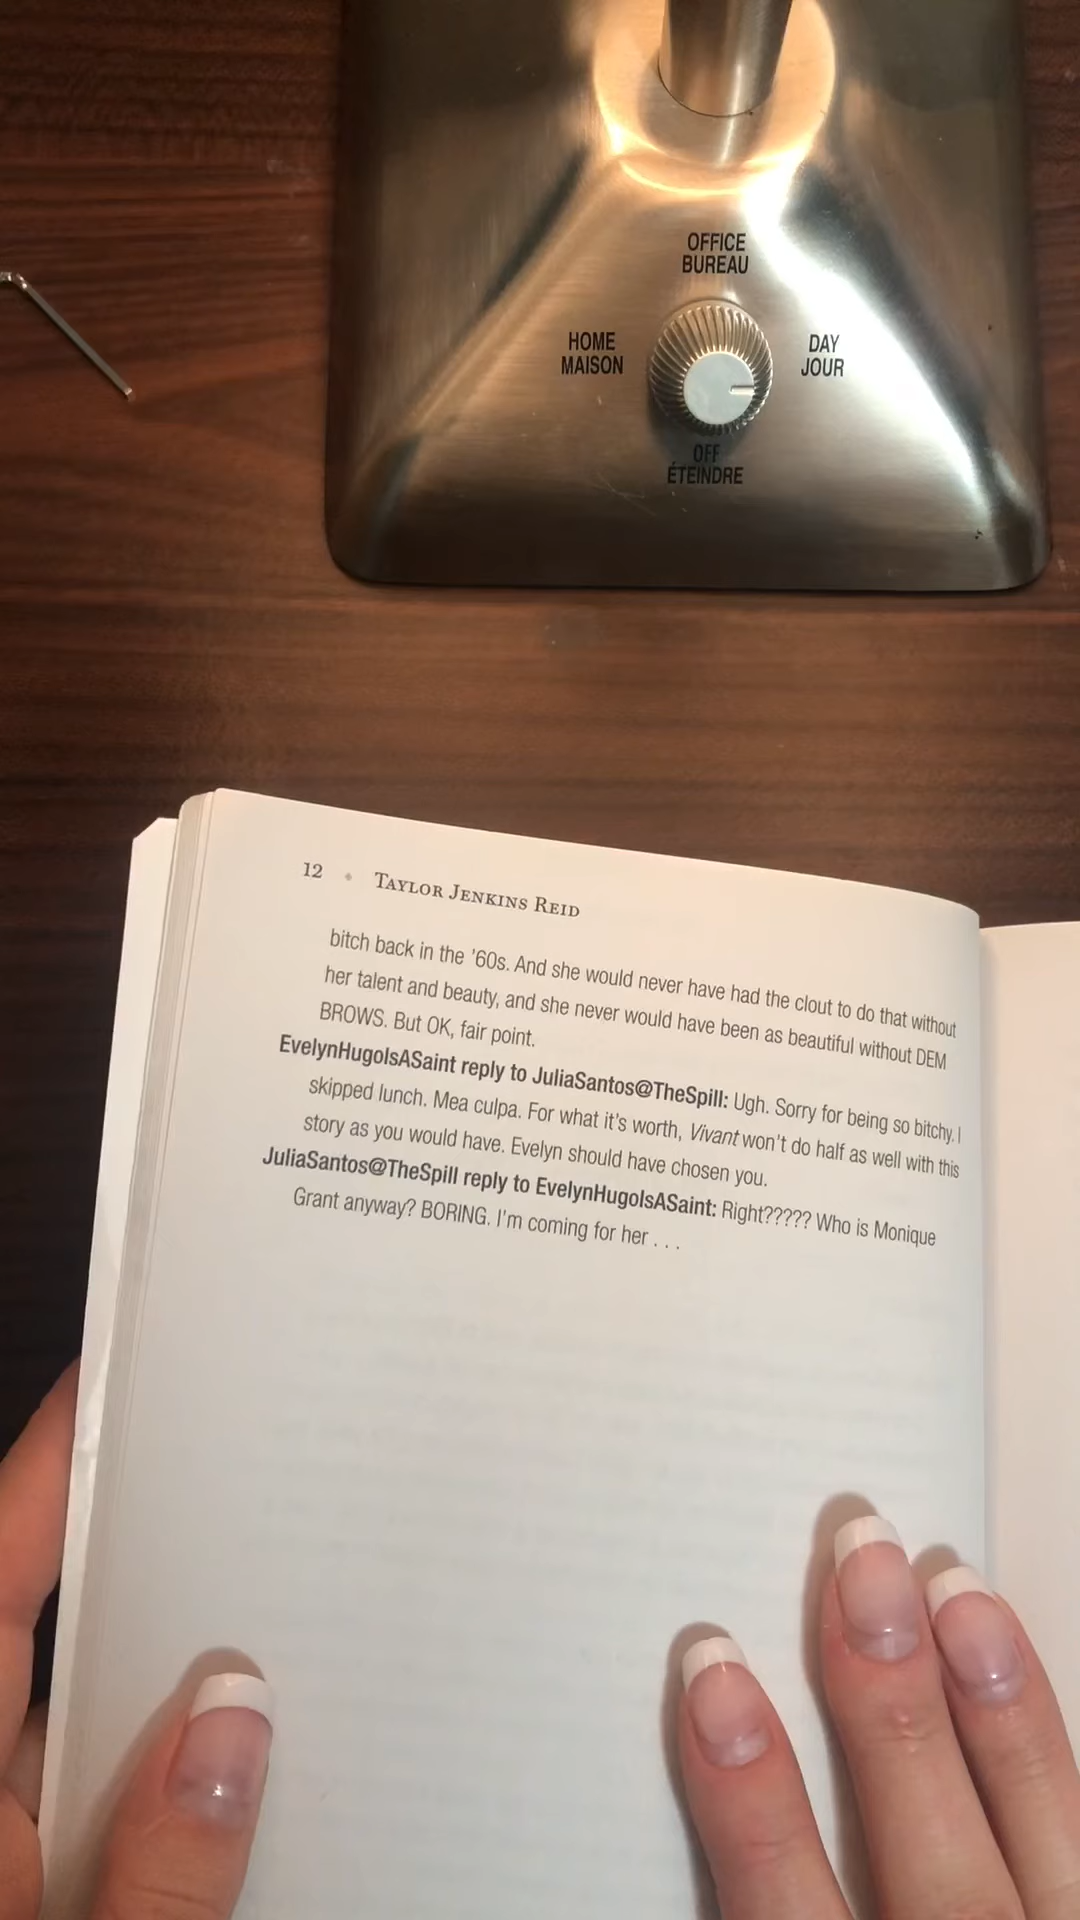 OFFICE
BUREAU
HOME
MAISON
DAY
JOUR
OFF
ÉTEINDRE
12 • TAYLOR JENKINS REID
bitch back in the ’60s. And she would never have had the clout to do that without
her talent and beauty, and she never would have been as beautiful without DEM
BROWS. But OK, fair point.
EvelynHugoIsASaint reply to JuliaSantos@TheSpill: Ugh. Sorry for being so bitchy. I
skipped lunch. Mea culpa. For what it’s worth, Vivant won’t do half as well with this
story as you would have. Evelyn should have chosen you.
JuliaSantos@TheSpill reply to EvelynHugoIsASaint: Right????? Who is Monique
Grant anyway? BORING. I’m coming for her . . .